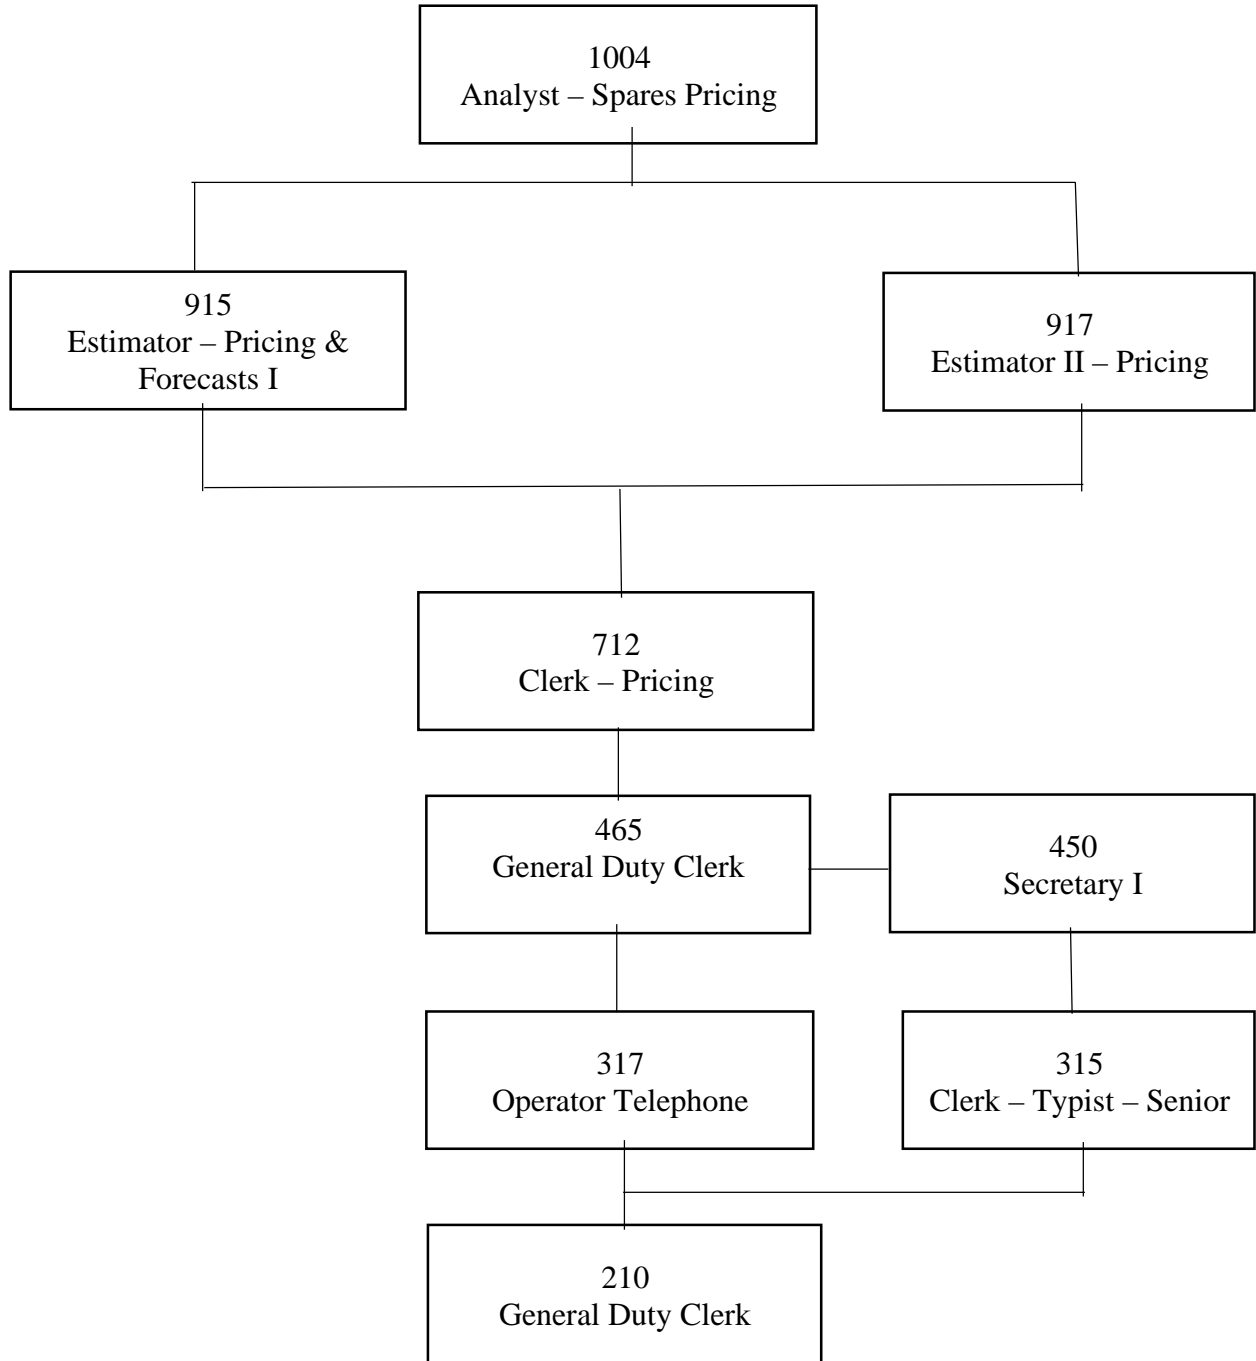 1004
Analyst – Spares Pricing
915
Estimator – Pricing &
Forecasts I
917
Estimator II – Pricing
712
Clerk – Pricing
465
General Duty Clerk
450
Secretary I
317
Operator Telephone
315
Clerk – Typist – Senior
210
General Duty Clerk